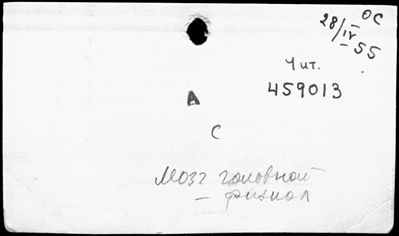 ОС
28/IV 55
Чит.
459013
А
С
Мозг головной
— физиол